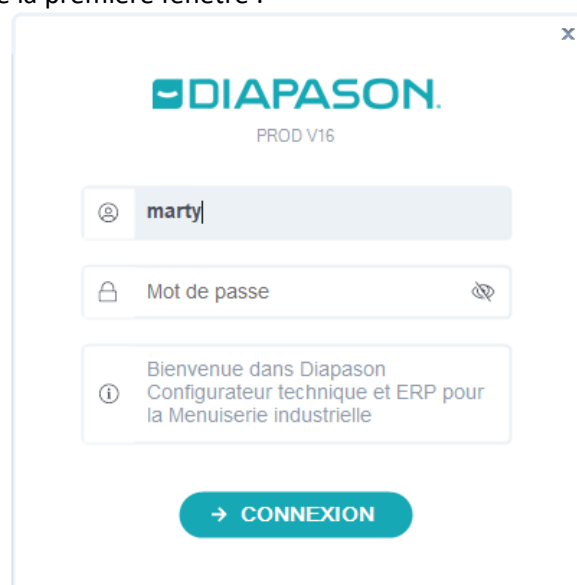 la première fenêtre :
x
DIAPASON.
PROD V16
marty
Mot de passe
Bienvenue dans Diapason
Configurateur technique et ERP pour
la Menuiserie industrielle
→ CONNEXION